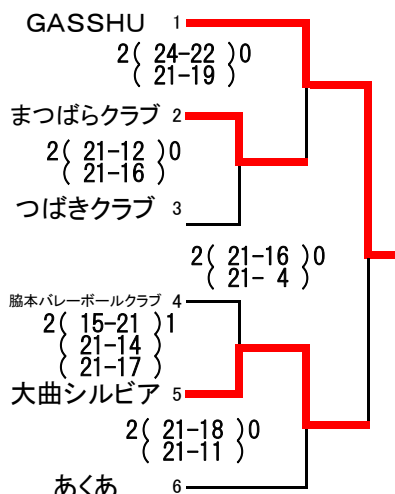 GASSHU 1
2( 24-22 )0
( 21-19 )
まつばらクラブ 2
2( 21-12 )0
( 21-16 )
つばきクラブ 3
2( 21-16 )0
( 21- 4 )
脇本バレーボールクラブ 4
2( 15-21 )1
( 21-14 )
( 21-17 )
大曲シルビア 5
2( 21-18 )0
( 21-11 )
あくあ 6